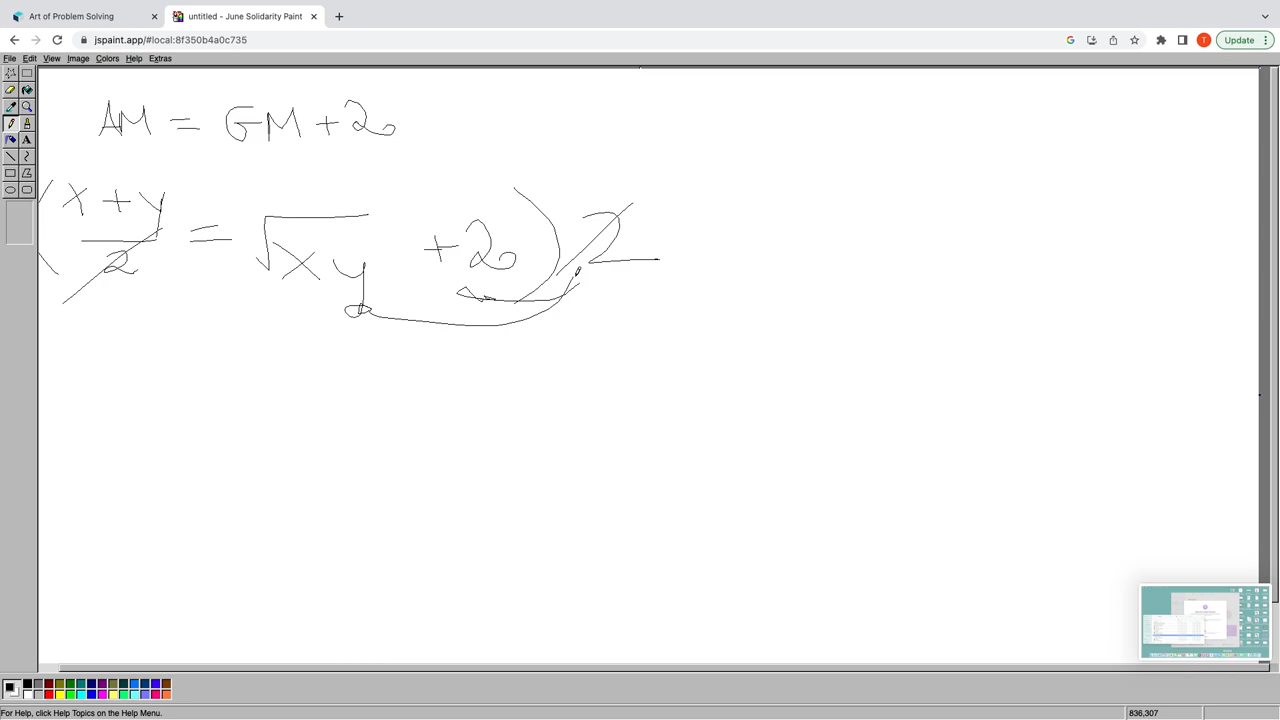 Art of Problem Solving
untitled - June Solidarity Paint
jspaint.app/#local:8f350b4a0c735
T
Update
File Edit View Image Colors Help Extras
AM = GM + 20
(x + y
2
= √xy + 20) 2
For Help, click Help Topics on the Help Menu.
836,307